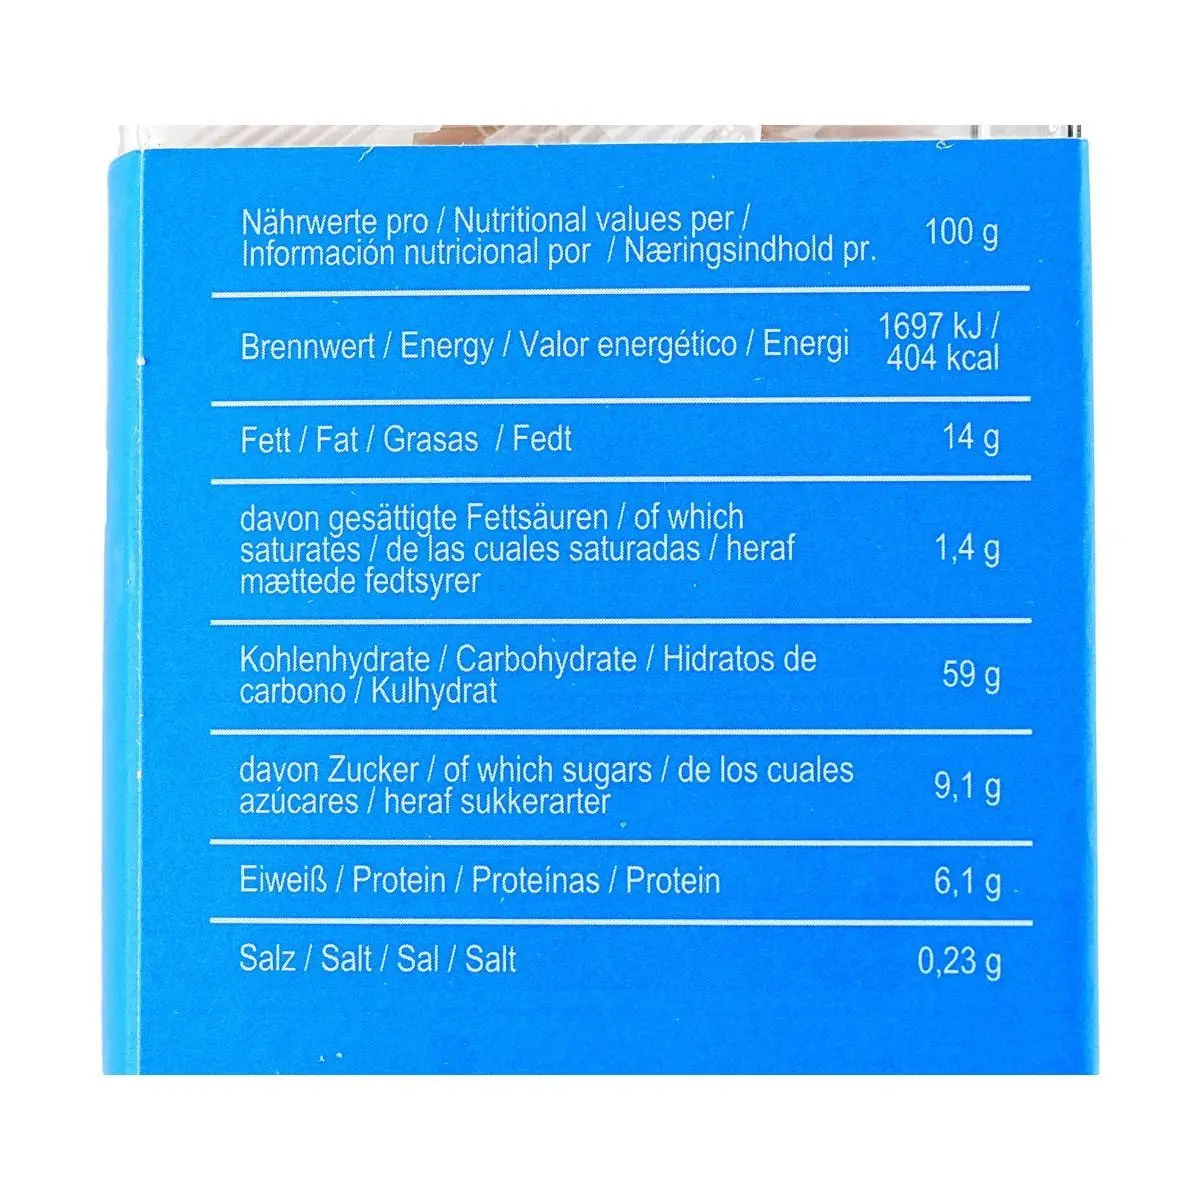 Nährwerte pro / Nutritional values per /
Información nutricional por / Næringsindhold pr.
100 g
Brennwert / Energy / Valor energético / Energi
1697 kJ /
404 kcal
Fett / Fat / Grasas / Fedt
14 g
davon gesättigte Fettsäuren / of which
saturates / de las cuales saturadas / heraf
mættede fedtsyrer
1,4 g
Kohlenhydrate / Carbohydrate / Hidratos de
carbono / Kulhydrat
59 g
davon Zucker / of which sugars / de los cuales
azúcares / heraf sukkerarter
9,1 g
Eiweiß / Protein / Proteínas / Protein
6,1 g
Salz / Salt / Sal / Salt
0,23 g